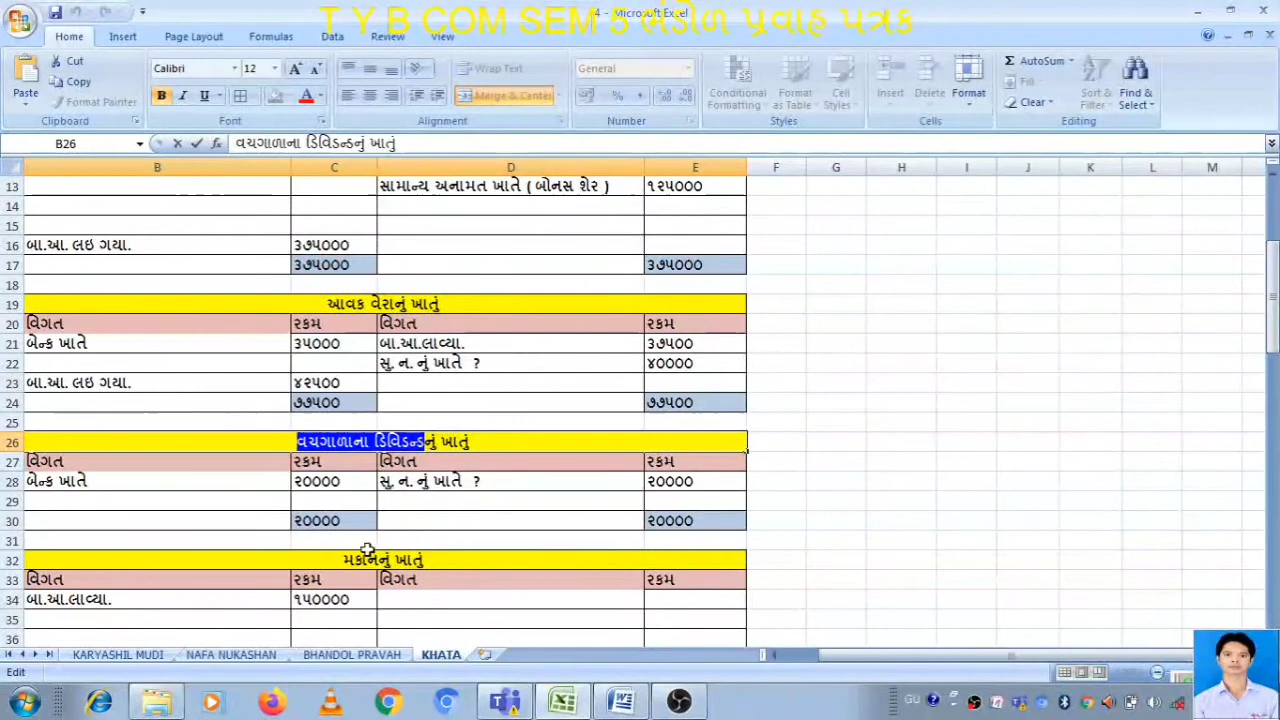 T Y B COM SEM 5 ભંડોળ પ્રવાહ પત્રક
4 - Microsoft Excel
Home Insert Page Layout Formulas Data Review View
Cut Calibri 12 Wrap Text General AutoSum
Copy Fill
Paste Format Painter B I U Merge & Center Conditional Formatting Format as Table Cell Styles Insert Delete Format Clear Sort & Filter Find & Select
Clipboard Font Alignment Number Styles Cells Editing
B26 વચગાળાના ડિવિડન્ડનું ખાતું
B C D E F G H I J K L M
13 સામાન્ય અનામત ખાતે ( બોનસ શેર ) ૧૨૫૦૦૦
14
15
16 બા.આ. લઇ ગયા. ૩૭૫૦૦૦
17 ૩૭૫૦૦૦ ૩૭૫૦૦૦
18
19 આવક વેરાનું ખાતું
20 વિગત રકમ વિગત રકમ
21 બેન્ક ખાતે ૩૫૦૦૦ બા.આ.લાવ્યા. ૩૭૫૦૦
22 સુ. ન. નું ખાતે ? ૪૦૦૦૦
23 બા.આ. લઇ ગયા. ૪૨૫૦૦
24 ૭૭૫૦૦ ૭૭૫૦૦
25
26 વચગાળાના ડિવિડન્ડનું ખાતું
27 વિગત રકમ વિગત રકમ
28 બેન્ક ખાતે ૨૦૦૦૦ સુ. ન. નું ખાતે ? ૨૦૦૦૦
29
30 ૨૦૦૦૦ ૨૦૦૦૦
31
32 મકાનનું ખાતું
33 વિગત રકમ વિગત રકમ
34 બા.આ.લાવ્યા. ૧૫૦૦૦૦
35
36
KARYASHIL MUDI NAFA NUKASHAN BHANDOL PRAVAH KHATA
Edit
GU